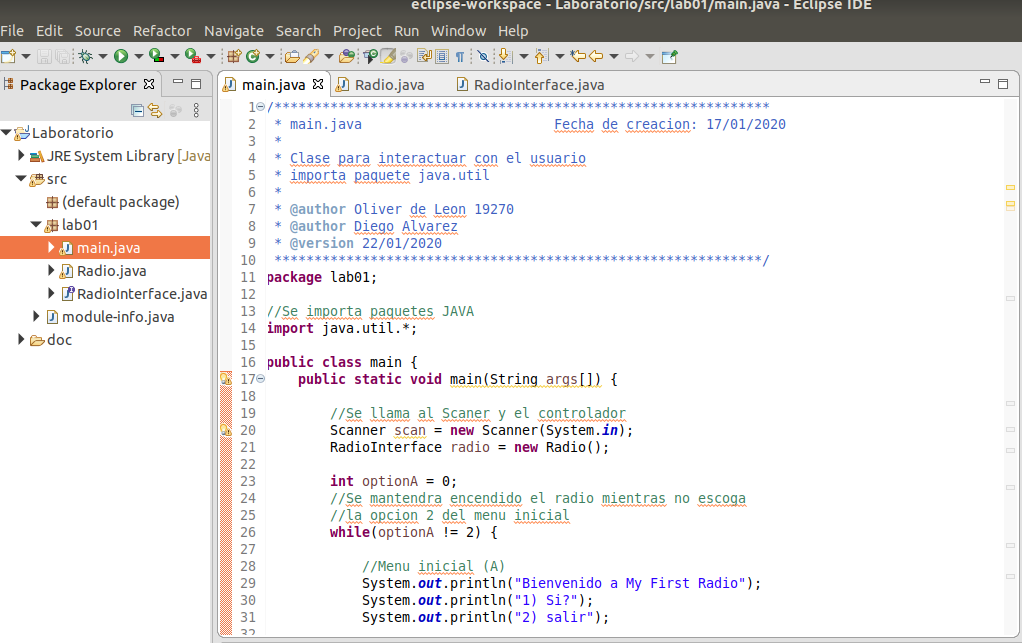 eclipse-workspace - Laboratorio/src/lab01/main.java - Eclipse IDE
File Edit Source Refactor Navigate Search Project Run Window Help
Package Explorer
Laboratorio
JRE System Library [Java
src
(default package)
lab01
main.java
Radio.java
RadioInterface.java
module-info.java
doc
main.java Radio.java RadioInterface.java
1 /**************************************************************
2 * main.java Fecha de creacion: 17/01/2020
3 *
4 * Clase para interactuar con el usuario
5 * importa paquete java.util
6 *
7 * @author Oliver de Leon 19270
8 * @author Diego Alvarez
9 * @version 22/01/2020
10 *************************************************************/
11 package lab01;
12
13 //Se importa paquetes JAVA
14 import java.util.*;
15
16 public class main {
17 public static void main(String args[]) {
18
19 //Se llama al Scaner y el controlador
20 Scanner scan = new Scanner(System.in);
21 RadioInterface radio = new Radio();
22
23 int optionA = 0;
24 //Se mantendra encendido el radio mientras no escoga
25 //la opcion 2 del menu inicial
26 while(optionA != 2) {
27
28 //Menu inicial (A)
29 System.out.println("Bienvenido a My First Radio");
30 System.out.println("1) Si?");
31 System.out.println("2) salir");
32